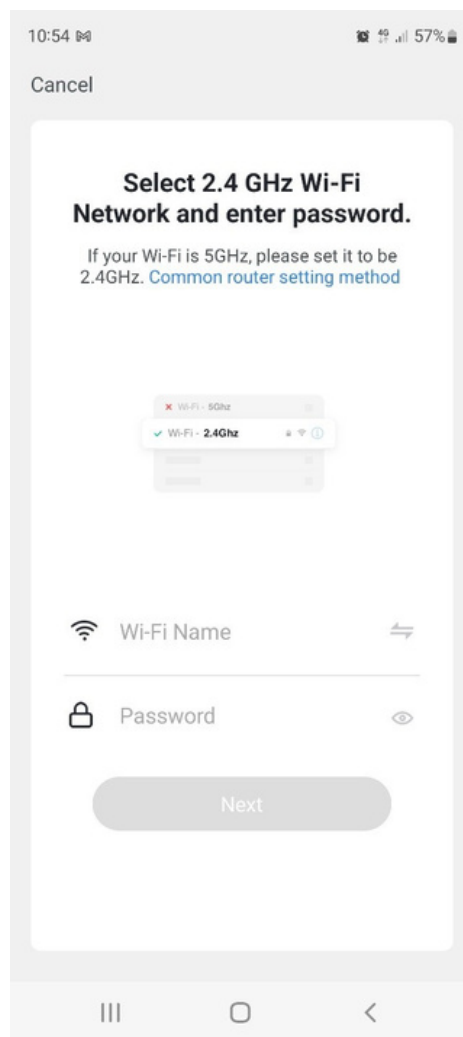 10:54 4G 57%
Cancel
Select 2.4 GHz Wi-Fi
Network and enter password.
If your Wi-Fi is 5GHz, please set it to be
2.4GHz. Common router setting method
Wi-Fi - 5Ghz
Wi-Fi - 2.4Ghz
Wi-Fi Name
Password
Next